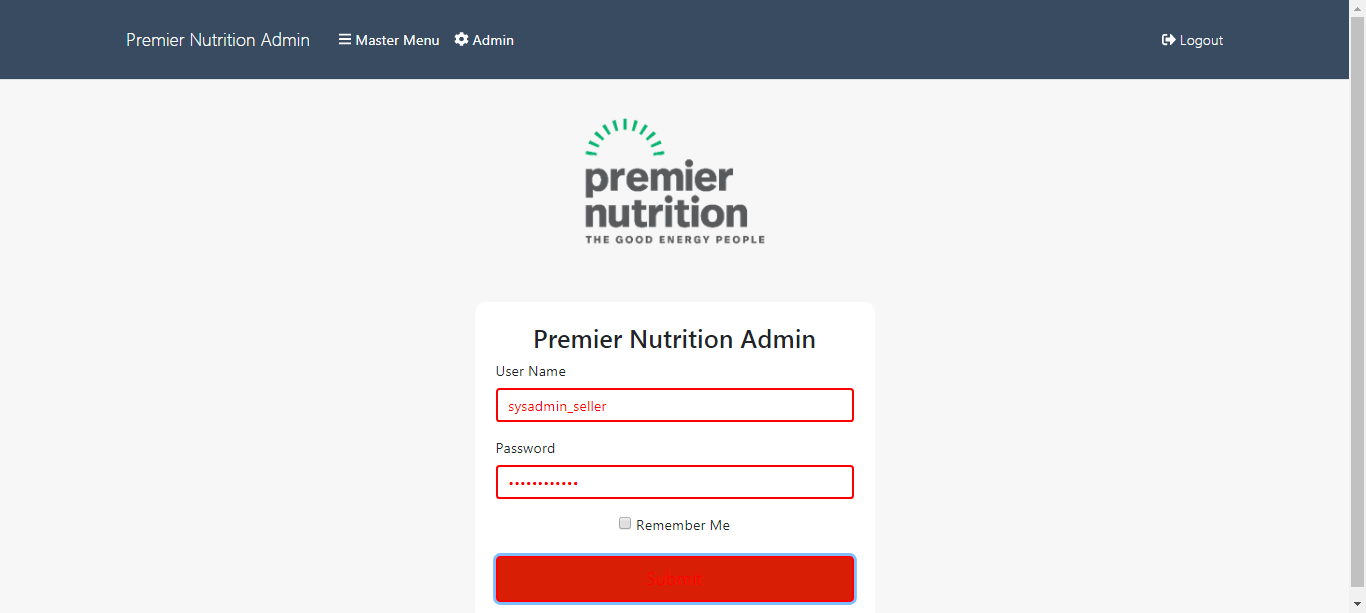 Premier Nutrition Admin Master Menu Admin Logout
premier
nutrition
THE GOOD ENERGY PEOPLE
Premier Nutrition Admin
User Name
sysadmin_seller
Password
••••••••••••
Remember Me
Submit